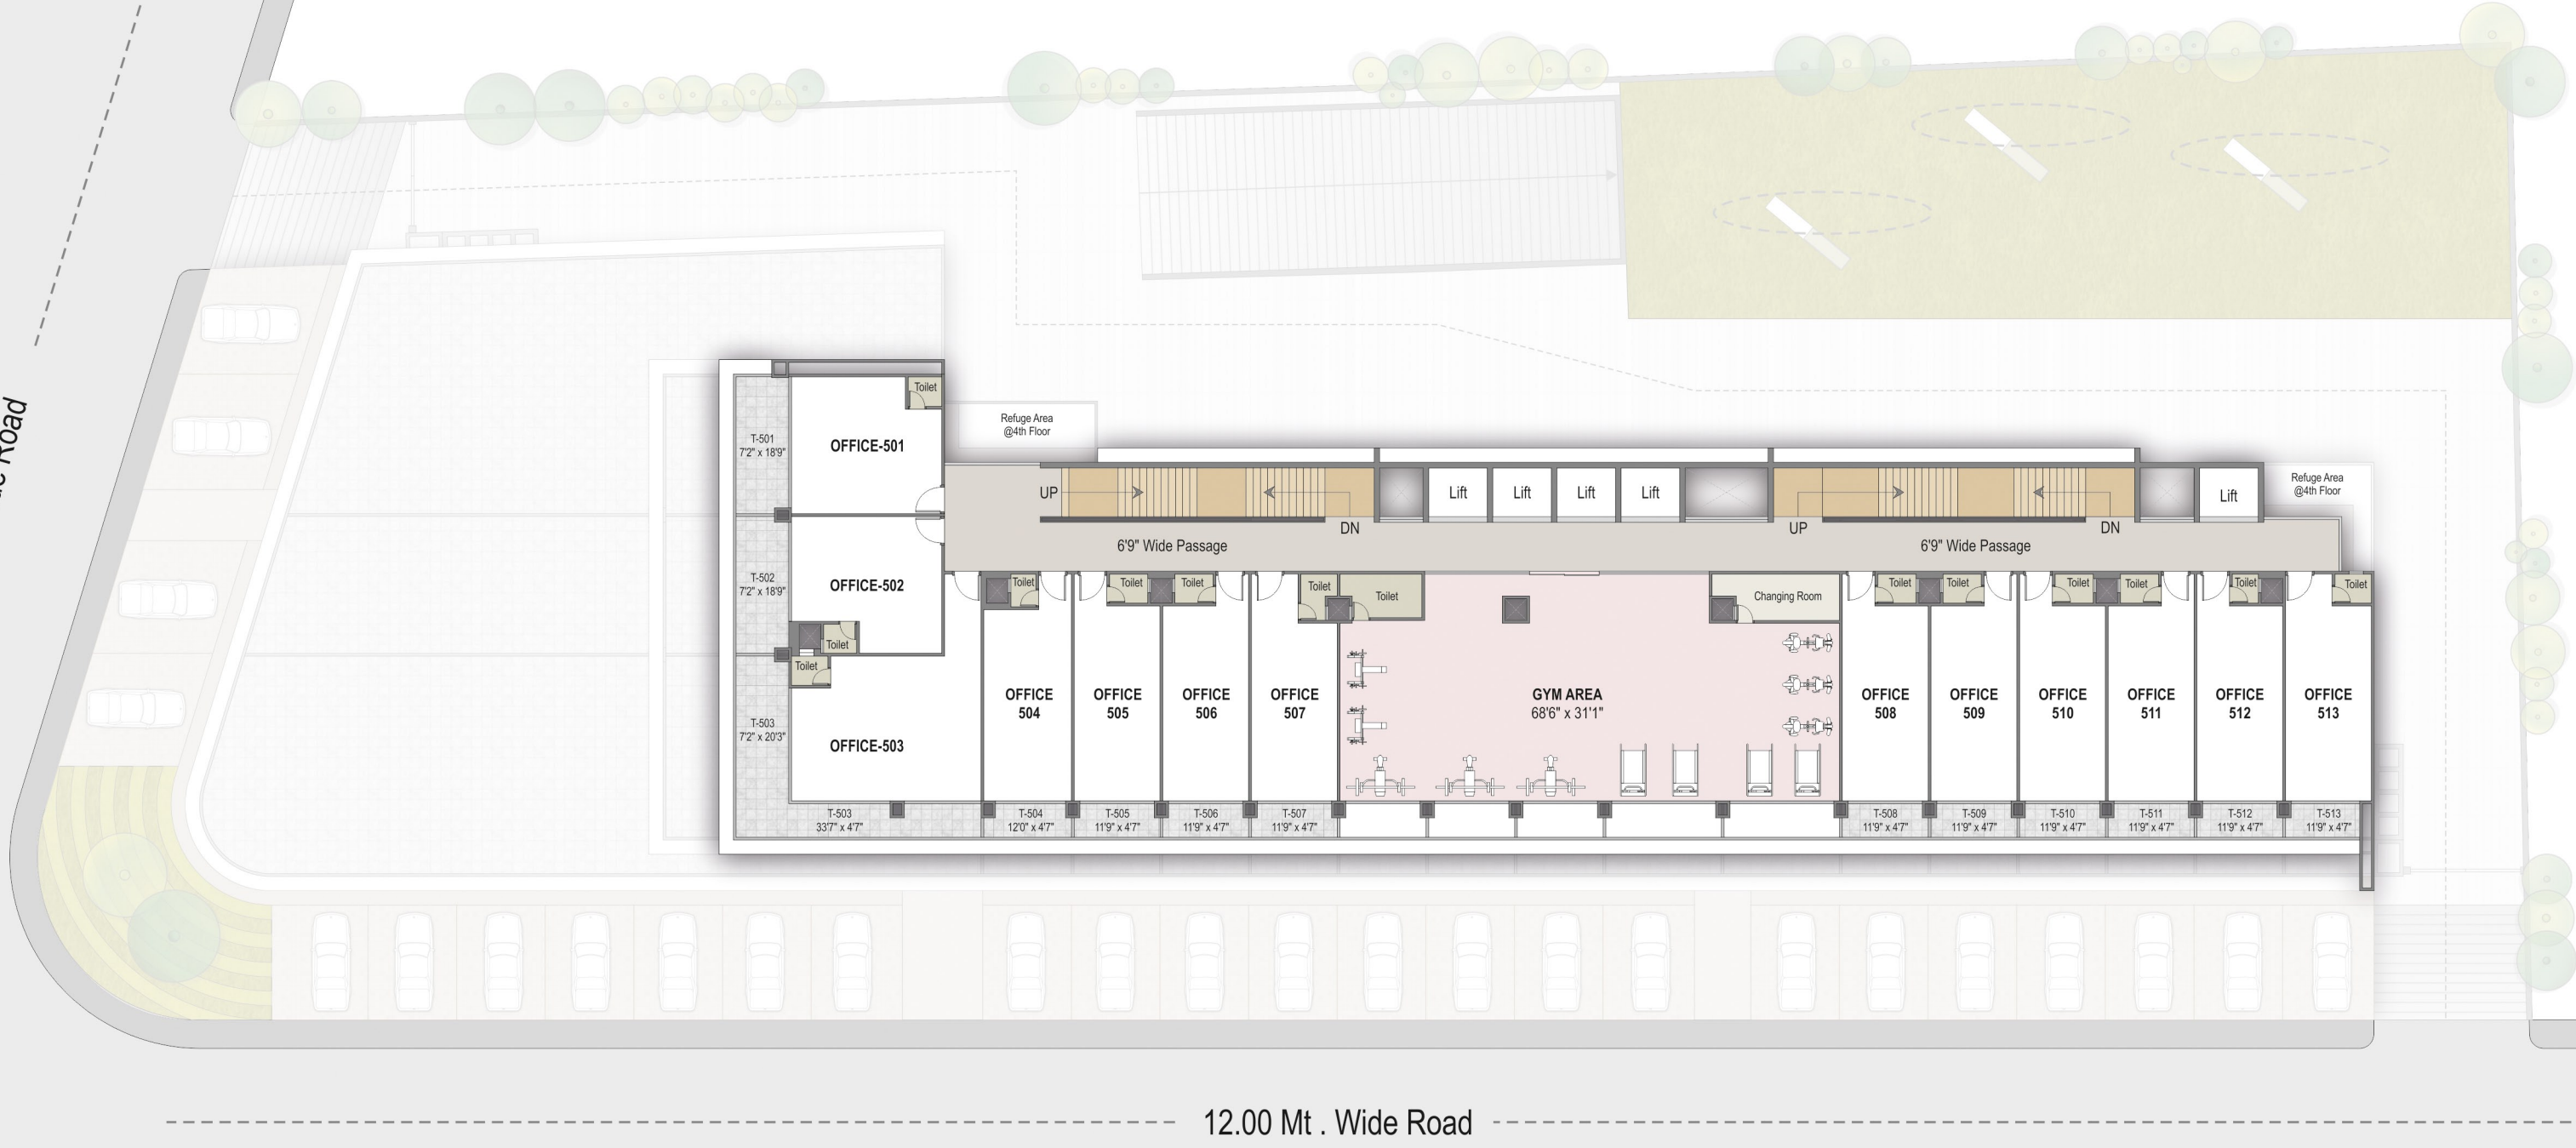 Road
Toilet
Refuge Area
@4th Floor
T-501
7'2" x 18'9"
OFFICE-501
Refuge Area
@4th Floor
UP
Lift
Lift
Lift
Lift
Lift
DN
UP
DN
6'9" Wide Passage
6'9" Wide Passage
T-502
7'2" x 18'9"
OFFICE-502
Toilet
Toilet
Toilet
Toilet
Toilet
Toilet
Toilet
Toilet
Toilet
Toilet
Toilet
Toilet
Changing Room
Toilet
Toilet
T-503
7'2" x 20'3"
OFFICE-503
OFFICE
504
OFFICE
505
OFFICE
506
OFFICE
507
GYM AREA
68'6" x 31'1"
OFFICE
508
OFFICE
509
OFFICE
510
OFFICE
511
OFFICE
512
OFFICE
513
T-503
33'7" x 4'7"
T-504
12'0" x 4'7"
T-505
11'9" x 4'7"
T-506
11'9" x 4'7"
T-507
11'9" x 4'7"
T-508
11'9" x 4'7"
T-509
11'9" x 4'7"
T-510
11'9" x 4'7"
T-511
11'9" x 4'7"
T-512
11'9" x 4'7"
T-513
11'9" x 4'7"
12.00 Mt . Wide Road